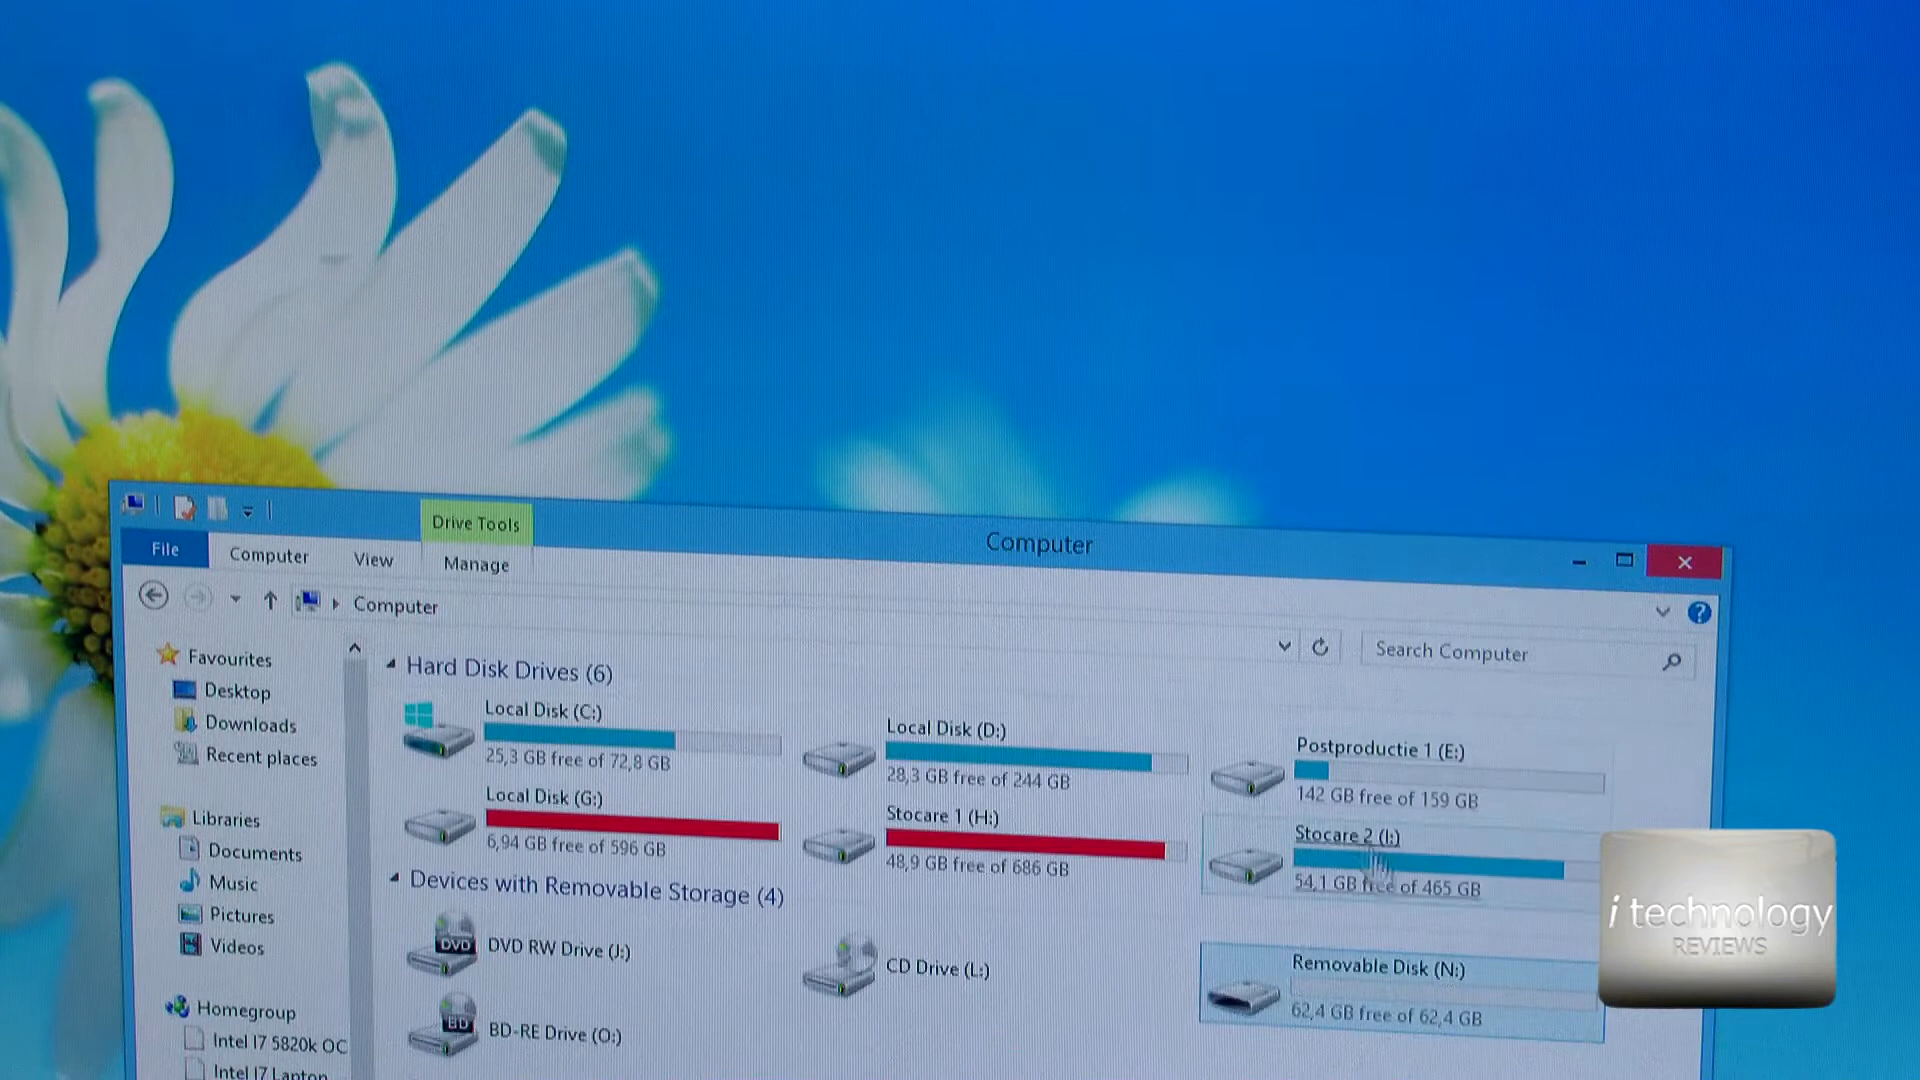 Drive Tools
Computer
File
Computer
View
Manage
Computer
Search Computer
Favourites
Desktop
Downloads
Recent places
Libraries
Documents
Music
Pictures
Videos
Homegroup
Intel I7 5820k OC
Intel I7 Laptop
Hard Disk Drives (6)
Local Disk (C:)
25,3 GB free of 72,8 GB
Local Disk (D:)
28,3 GB free of 244 GB
Postproductie 1 (E:)
142 GB free of 159 GB
Local Disk (G:)
6,94 GB free of 596 GB
Stocare 1 (H:)
48,9 GB free of 686 GB
Stocare 2 (I:)
54,1 GB free of 465 GB
Devices with Removable Storage (4)
DVD
DVD RW Drive (J:)
CD Drive (L:)
Removable Disk (N:)
62,4 GB free of 62,4 GB
BD
BD-RE Drive (O:)
i technology
REVIEWS